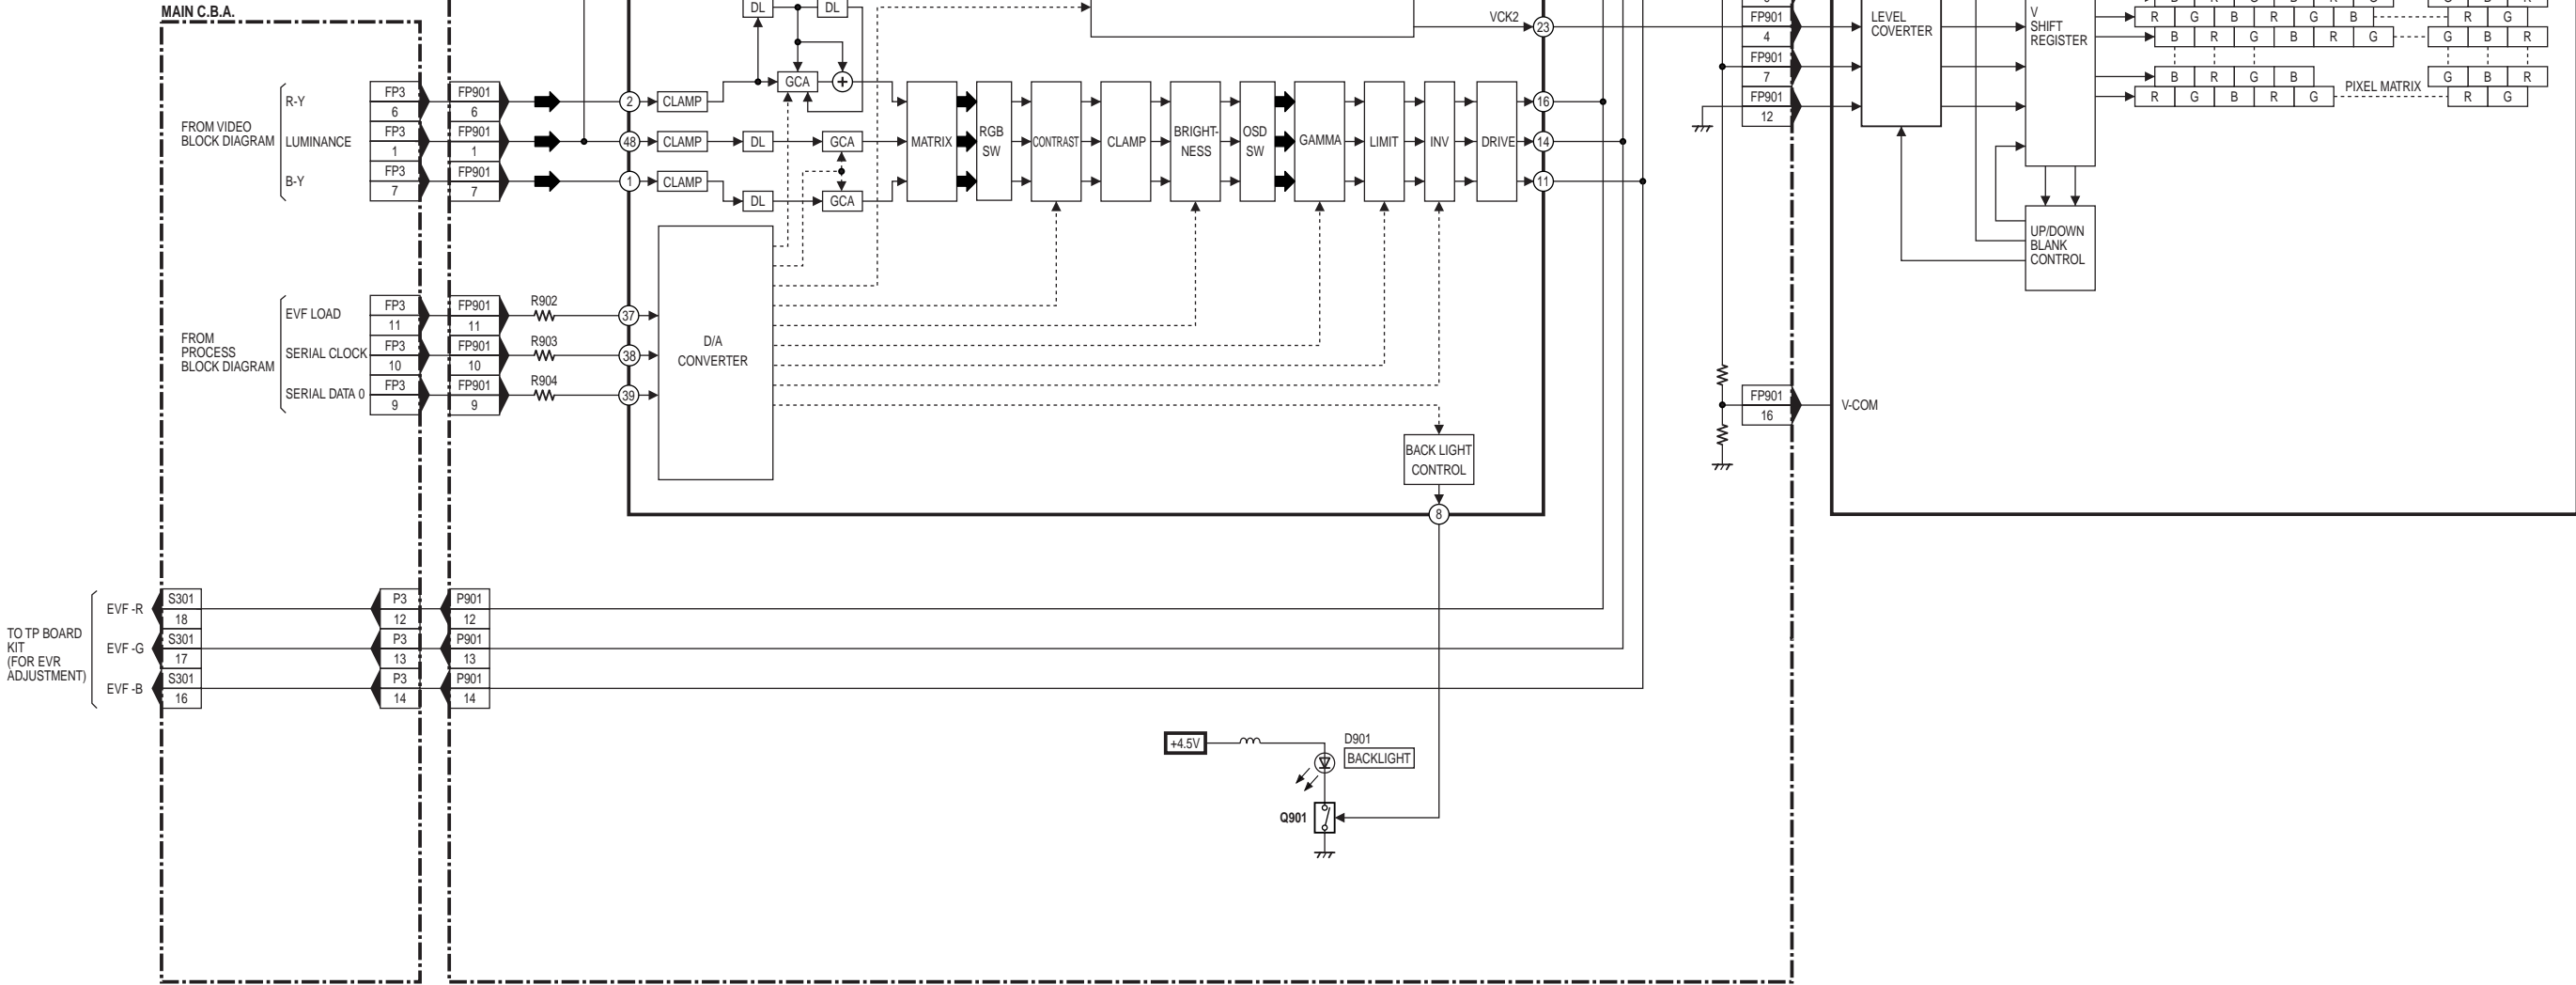 MAIN C.B.A.
DL
DL
VCK2
23
FP901
4
FP901
7
FP901
12
LEVEL
COVERTER
V
SHIFT
REGISTER
R G B R G B
R G
B R G B R G
G B R
B R G B
G B R
R G B R G
PIXEL MATRIX
R G
FROM VIDEO
BLOCK DIAGRAM
R-Y
LUMINANCE
B-Y
FP3
6
FP3
1
FP3
7
FP901
6
FP901
1
FP901
7
2
48
1
CLAMP
CLAMP
CLAMP
DL
DL
GCA
+
GCA
GCA
MATRIX
RGB
SW
CONTRAST
CLAMP
BRIGHT-
NESS
OSD
SW
GAMMA
LIMIT
INV
DRIVE
16
14
11
UP/DOWN
BLANK
CONTROL
FROM
PROCESS
BLOCK DIAGRAM
EVF LOAD
SERIAL CLOCK
SERIAL DATA 0
FP3
11
FP3
10
FP3
9
FP901
11
FP901
10
FP901
9
R902
R903
R904
37
38
39
D/A
CONVERTER
BACK LIGHT
CONTROL
8
FP901
16
V-COM
TO TP BOARD
KIT
(FOR EVR
ADJUSTMENT)
EVF -R
EVF -G
EVF -B
S301
18
S301
17
S301
16
P3
12
P3
13
P3
14
P901
12
P901
13
P901
14
+4.5V
D901
BACKLIGHT
Q901